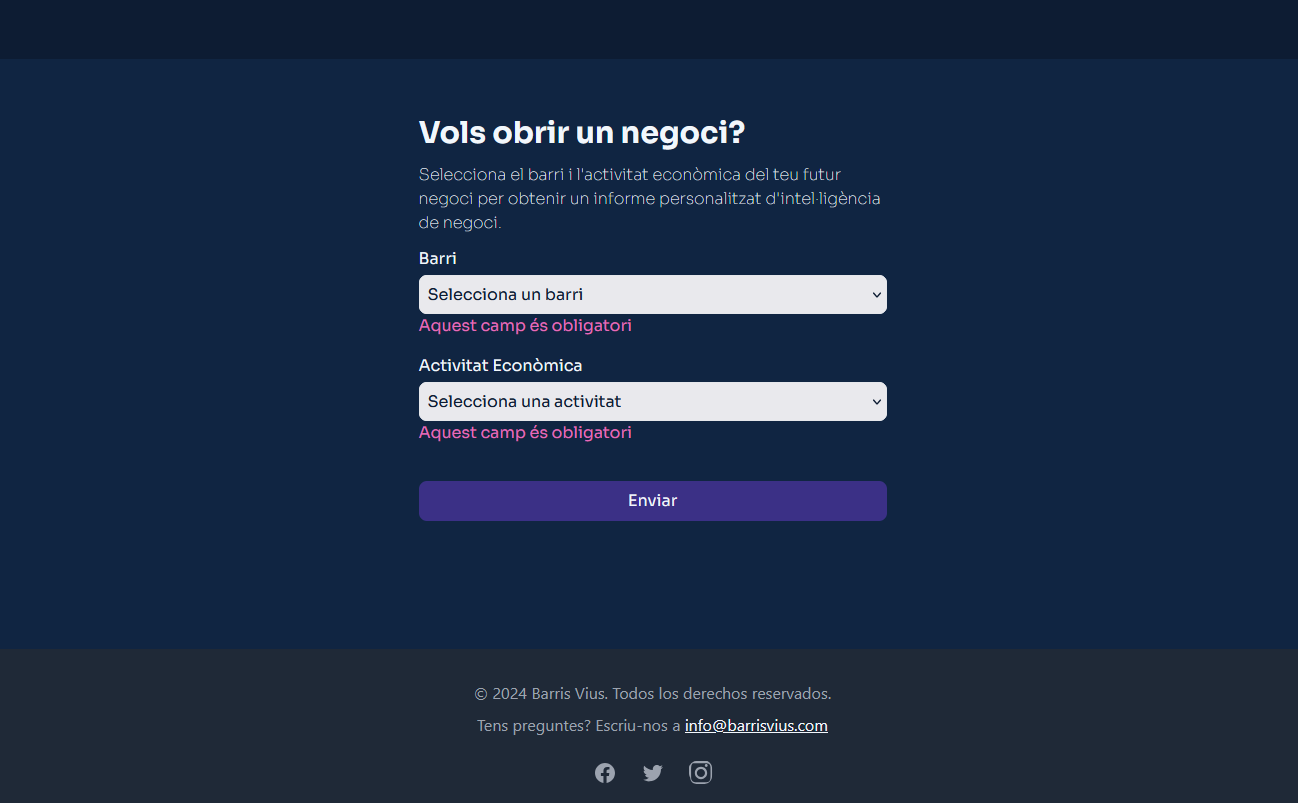 Vols obrir un negoci?
Selecciona el barri i l'activitat econòmica del teu futur
negoci per obtenir un informe personalitzat d'intel·ligència
de negoci.
Barri
Selecciona un barri
Aquest camp és obligatori
Activitat Econòmica
Selecciona una activitat
Aquest camp és obligatori
Enviar
© 2024 Barris Vius. Todos los derechos reservados.
Tens preguntes? Escriu-nos a info@barrisvius.com